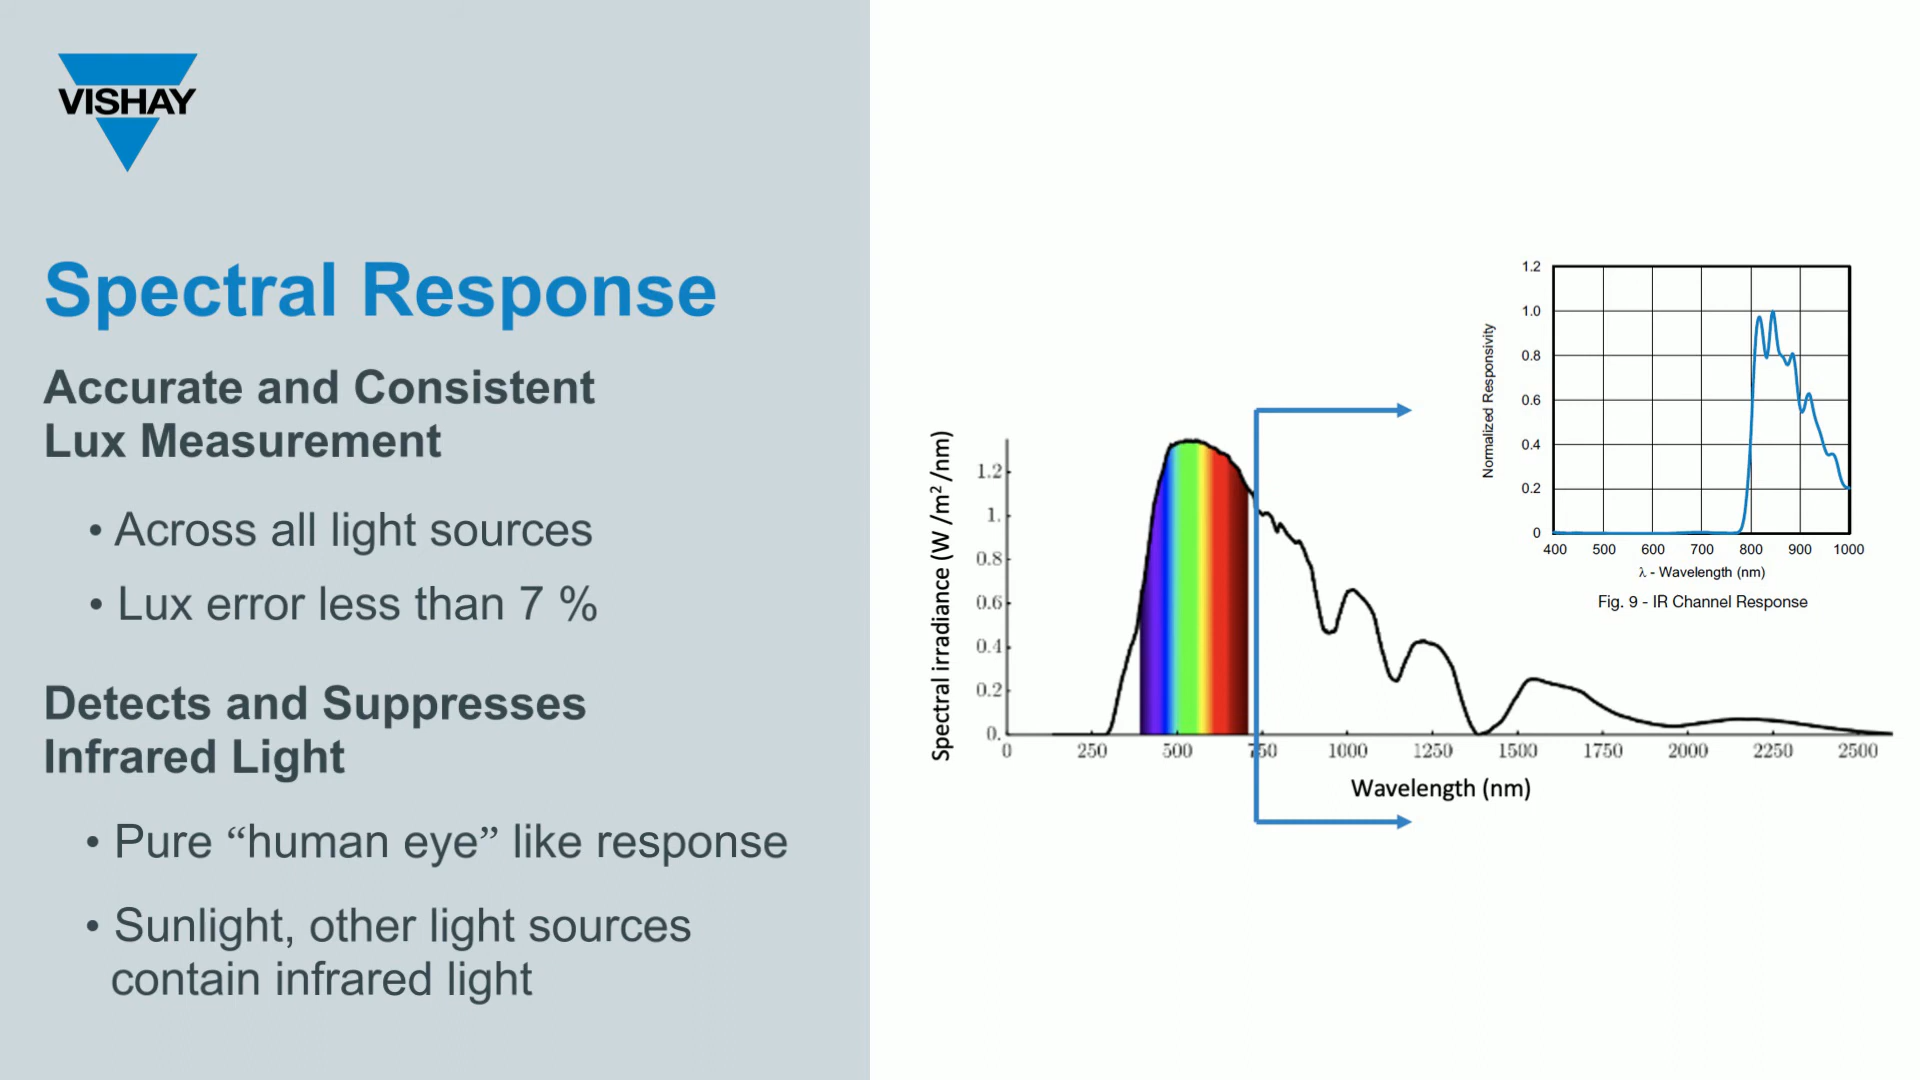 VISHAY
Spectral Response
Accurate and Consistent
Lux Measurement
• Across all light sources
• Lux error less than 7 %
Detects and Suppresses
Infrared Light
• Pure “human eye” like response
• Sunlight, other light sources
contain infrared light
Spectral irradiance (W /m² /nm)
1.2
1.
0.8
0.6
0.4
0.2
0.
0 250 500 750 1000 1250 1500 1750 2000 2250 2500
Wavelength (nm)
Normalized Responsivity
1.2
1.0
0.8
0.6
0.4
0.2
0
400 500 600 700 800 900 1000
λ - Wavelength (nm)
Fig. 9 - IR Channel Response